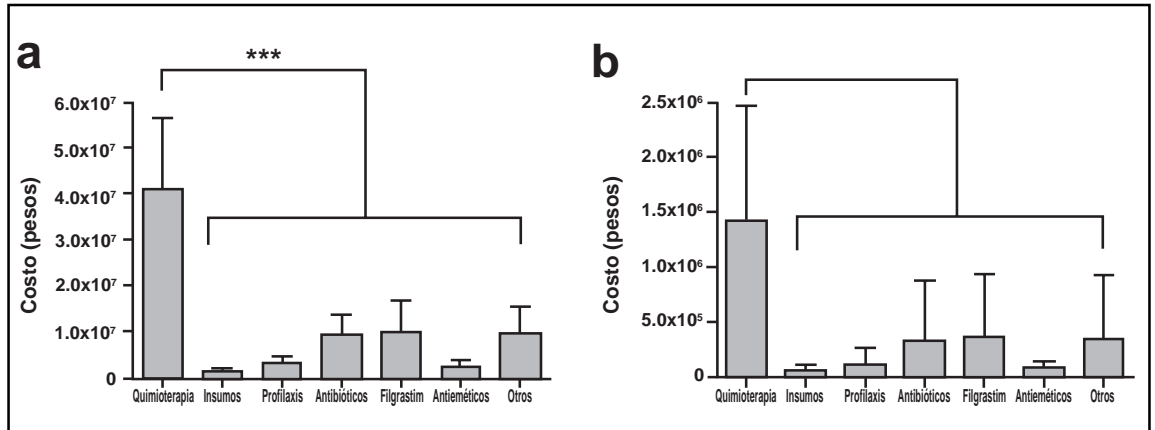 a
***
6.0x10⁷
5.0x10⁷
4.0x10⁷
3.0x10⁷
2.0x10⁷
1.0x10⁷
0
Costo (pesos)
Quimioterapia Insumos Profilaxis Antibióticos Filgrastim Antieméticos Otros
b
2.5x10⁶
2.0x10⁶
1.5x10⁶
1.0x10⁶
5.0x10⁵
0
Costo (pesos)
Quimioterapia Insumos Profilaxis Antibióticos Filgrastim Antieméticos Otros